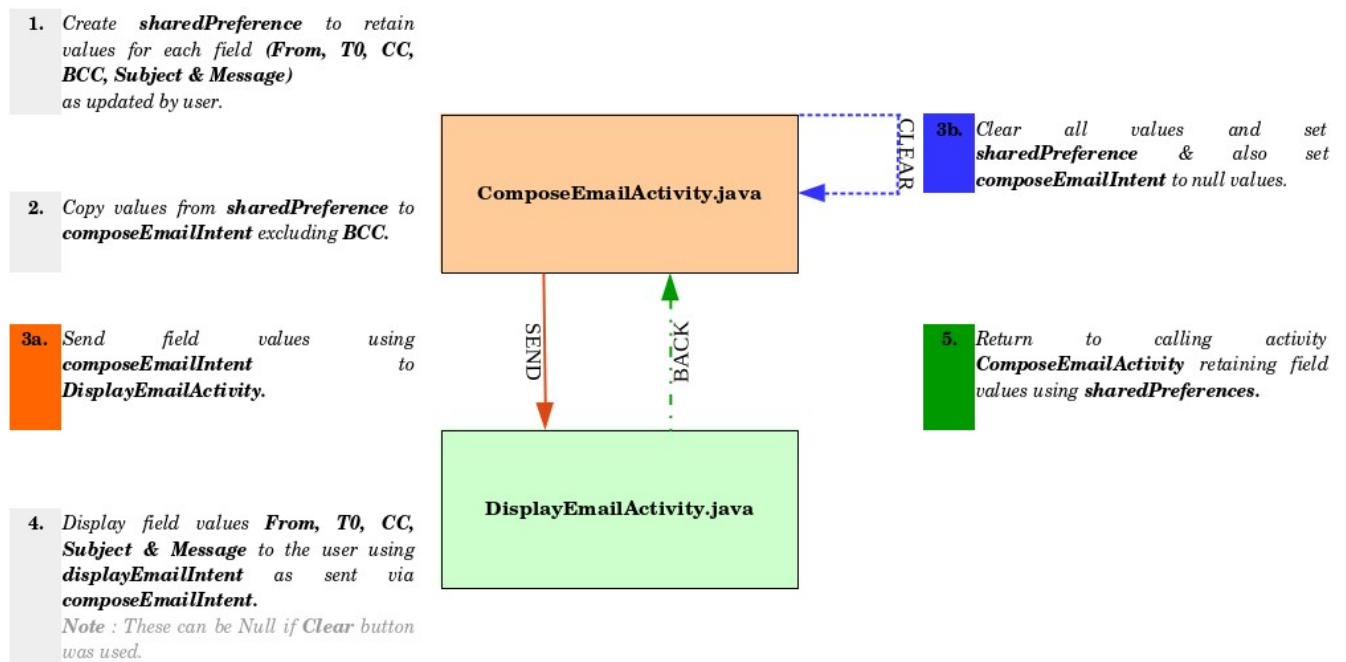 1. Create sharedPreference to retain
values for each field (From, T0, CC,
BCC, Subject & Message)
as updated by user.
2. Copy values from sharedPreference to
composeEmailIntent excluding BCC.
3a. Send field values using
composeEmailIntent to
DisplayEmailActivity.
4. Display field values From, T0, CC,
Subject & Message to the user using
displayEmailIntent as sent via
composeEmailIntent.
Note : These can be Null if Clear button
was used.
ComposeEmailActivity.java
CLEAR
SEND
BACK
DisplayEmailActivity.java
3b. Clear all values and set
sharedPreference & also set
composeEmailIntent to null values.
5. Return to calling activity
ComposeEmailActivity retaining field
values using sharedPreferences.